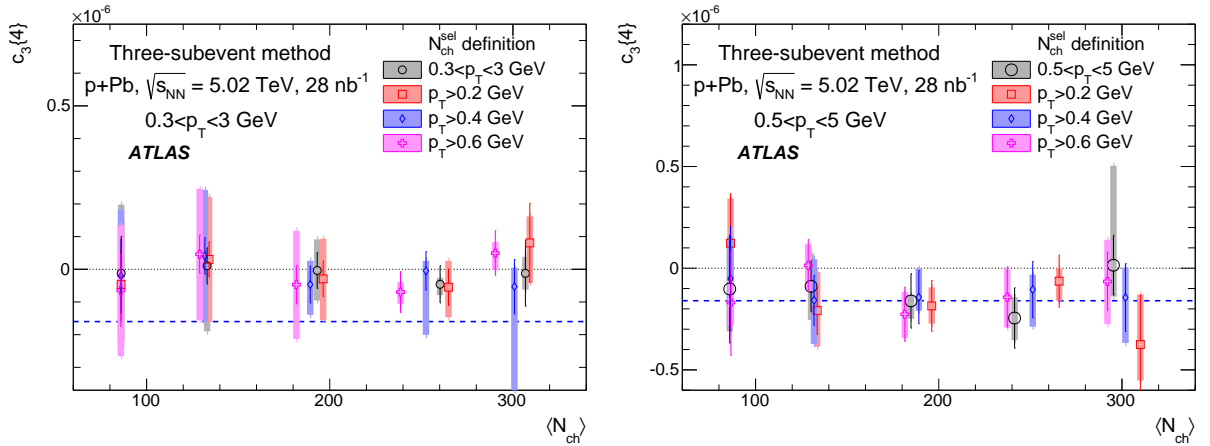 ×10⁻⁶
c₃{4}
Three-subevent method
p+Pb, √sNN = 5.02 TeV, 28 nb⁻¹
0.3<pT<3 GeV
ATLAS
Nchsel definition
0.3<pT<3 GeV
pT>0.2 GeV
pT>0.4 GeV
pT>0.6 GeV
0.5
0
100
200
300
⟨Nch⟩
×10⁻⁶
c₃{4}
Three-subevent method
p+Pb, √sNN = 5.02 TeV, 28 nb⁻¹
0.5<pT<5 GeV
ATLAS
Nchsel definition
0.5<pT<5 GeV
pT>0.2 GeV
pT>0.4 GeV
pT>0.6 GeV
1
0.5
0
-0.5
100
200
300
⟨Nch⟩